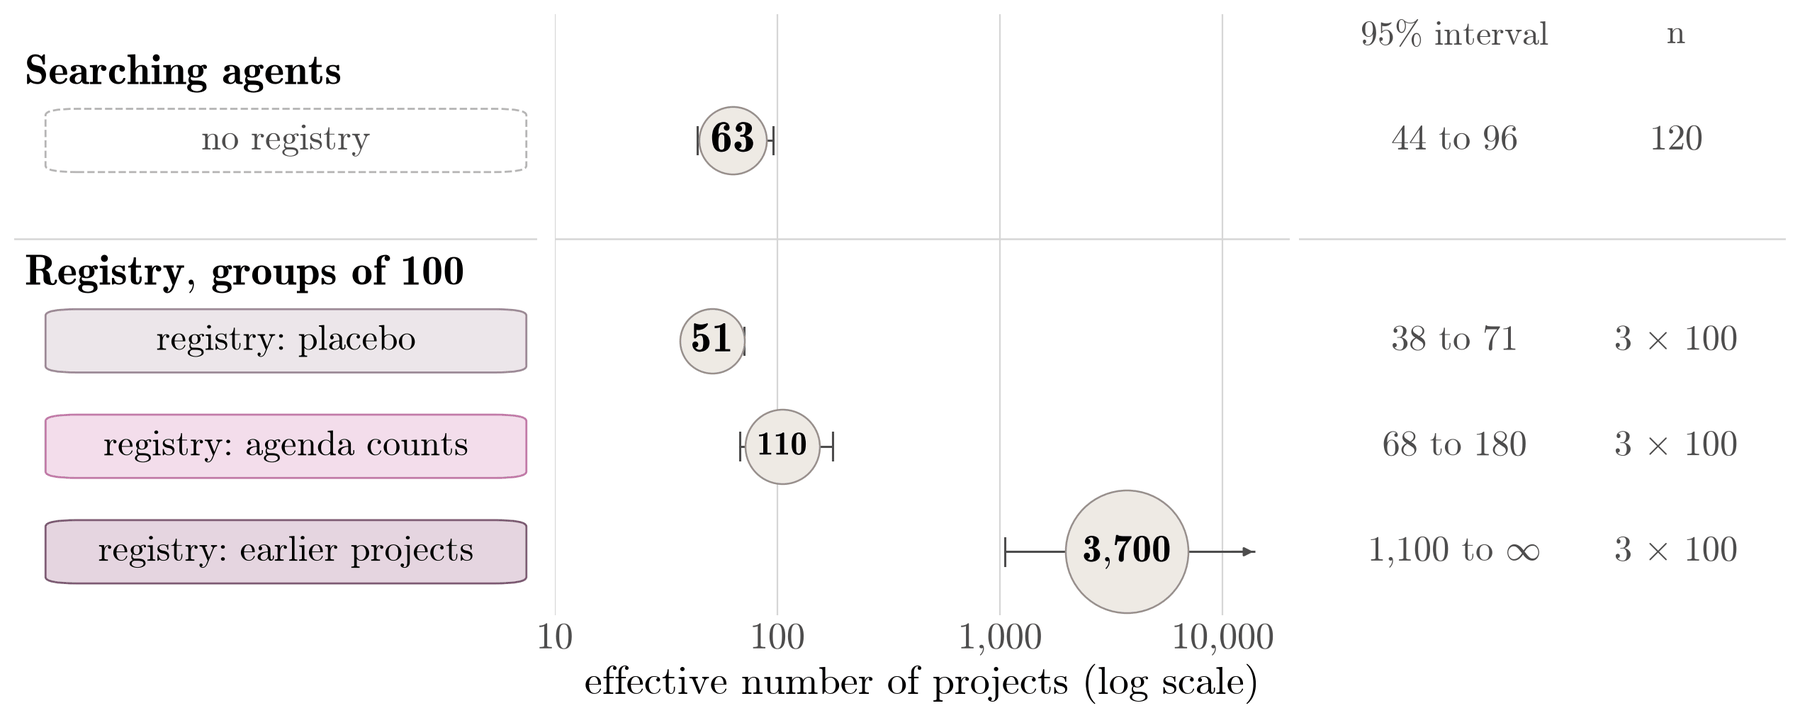 95% interval n
Searching agents
no registry 63 44 to 96 120
Registry, groups of 100
registry: placebo 51 38 to 71 3 × 100
registry: agenda counts 110 68 to 180 3 × 100
registry: earlier projects 3,700 1,100 to ∞ 3 × 100
10 100 1,000 10,000
effective number of projects (log scale)